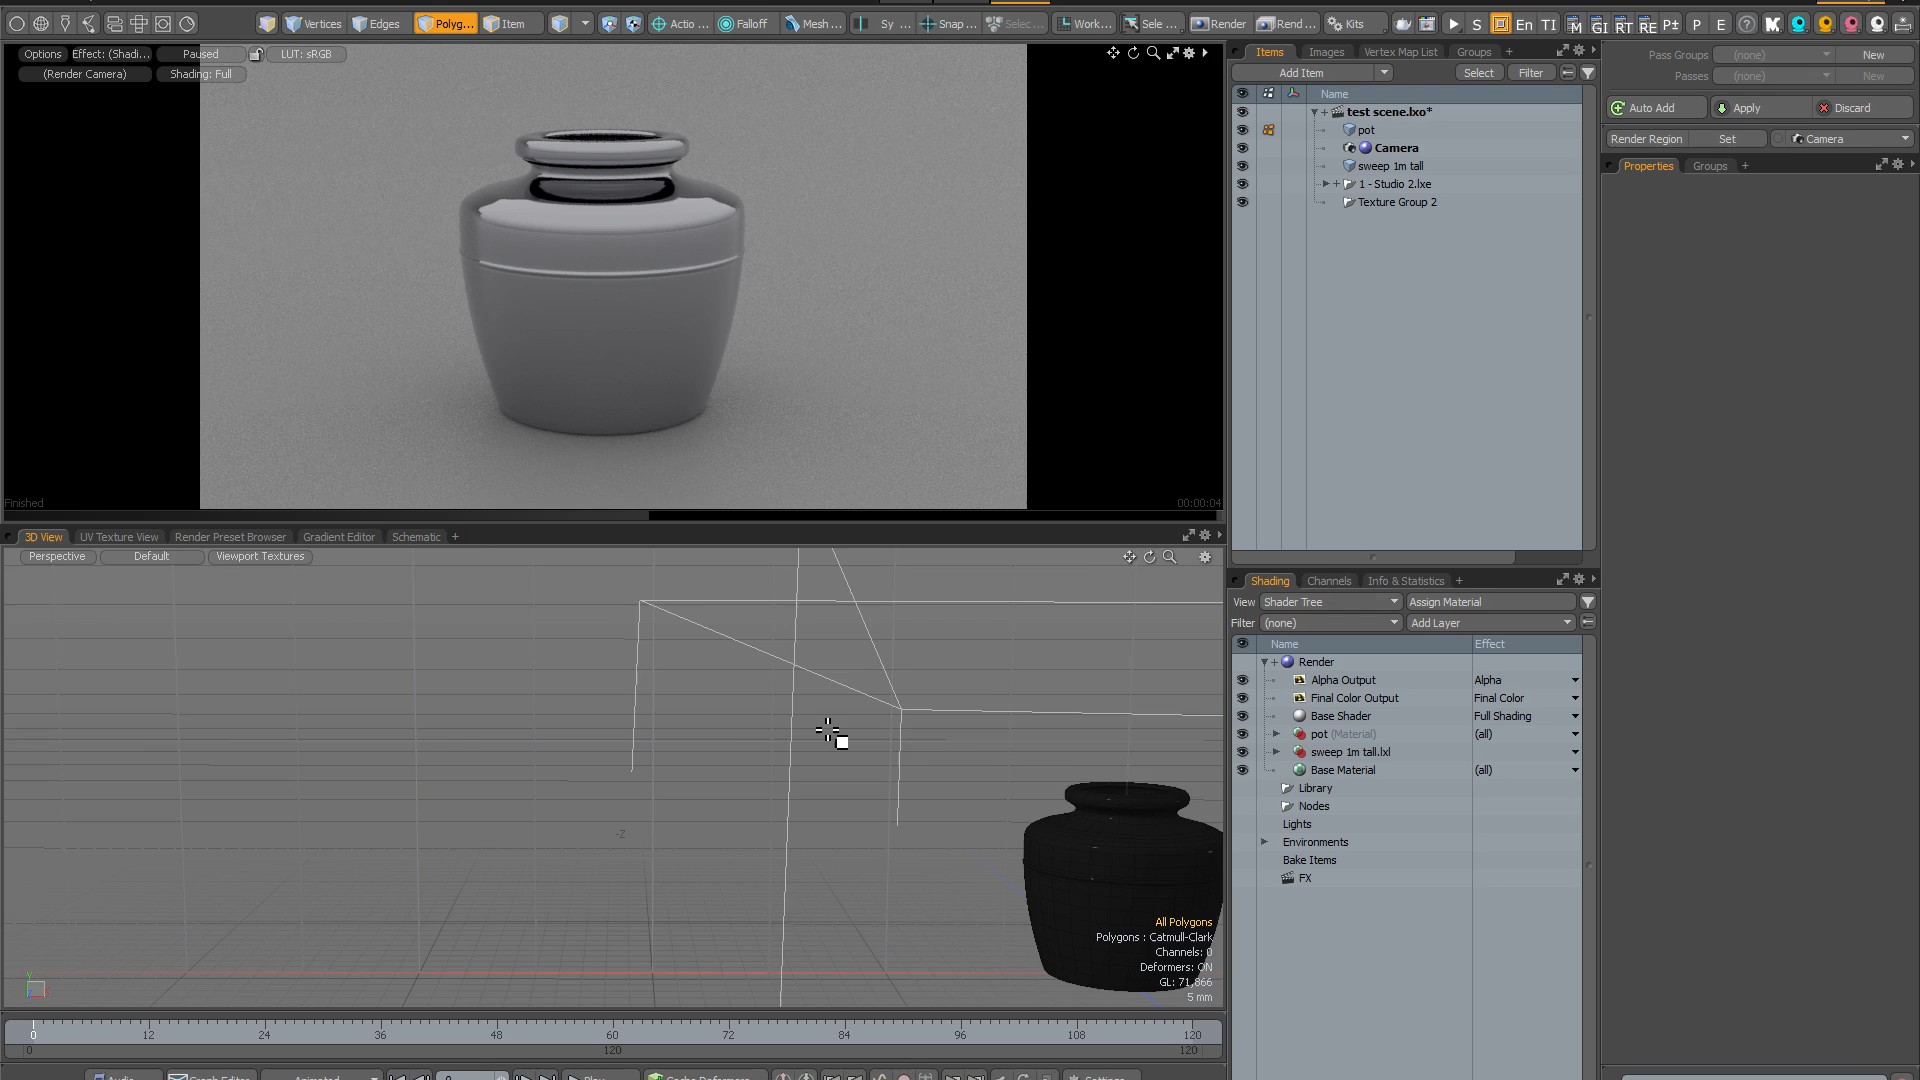 Vertices Edges Polyg... Item Actio ... Falloff Mesh ... Sy ... Snap ... Selec ... Work... Sele ... Render Rend ... Kits S En TI M GI RT RE P± P E
Options Effect: (Shadi... Paused LUT: sRGB
(Render Camera) Shading: Full
Finished 00:00:04
3D View UV Texture View Render Preset Browser Gradient Editor Schematic +
Perspective Default Viewport Textures
-Z
All Polygons
Polygons : Catmull-Clark
Channels: 0
Deformers: ON
GL: 71,866
5 mm
Y
0 12 24 36 48 60 72 84 96 108 120
0 120 120
Audio Graph Editor Animated 0 Play Cache Deformers Settings
Items Images Vertex Map List Groups +
Add Item Select Filter
Name
test scene.lxo*
pot
Camera
sweep 1m tall
1 - Studio 2.lxe
Texture Group 2
Shading Channels Info & Statistics +
View Shader Tree Assign Material
Filter (none) Add Layer
Name Effect
Render
Alpha Output Alpha
Final Color Output Final Color
Base Shader Full Shading
pot (Material) (all)
sweep 1m tall.lxl
Base Material (all)
Library
Nodes
Lights
Environments
Bake Items
FX
Pass Groups (none) New
Passes (none) New
Auto Add Apply Discard
Render Region Set Camera
Properties Groups +